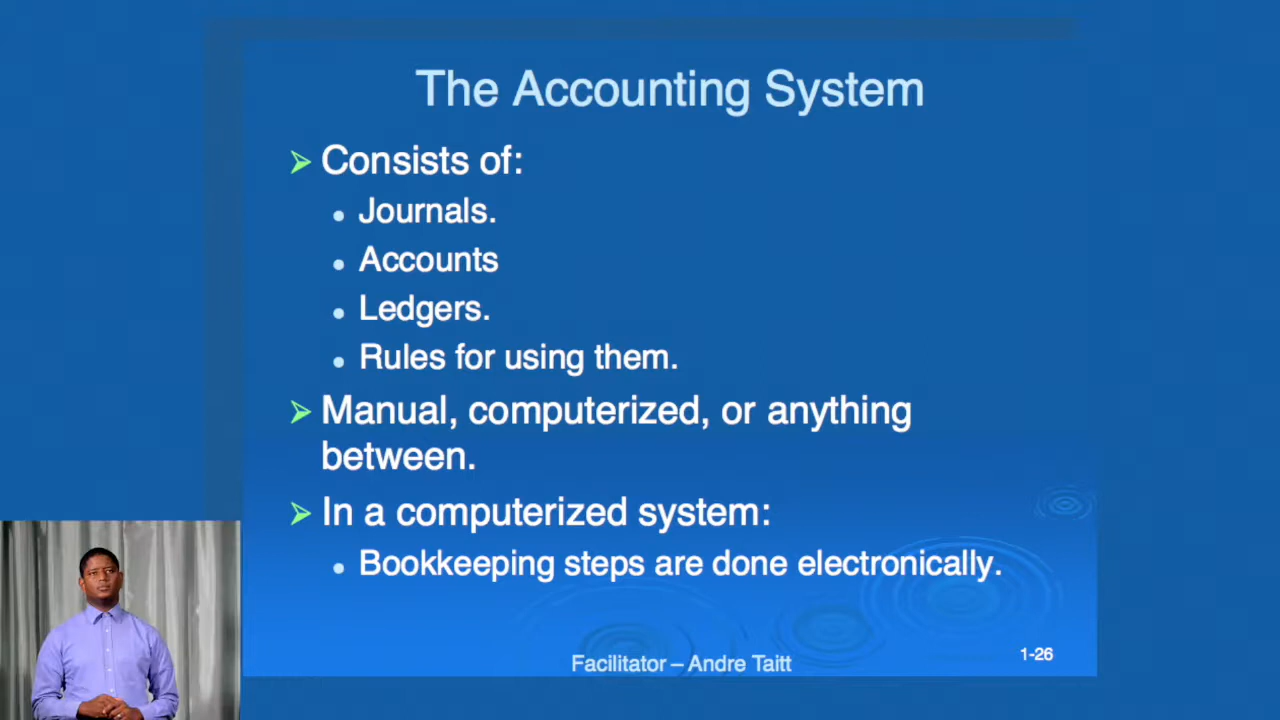 The Accounting System
Consists of:
Journals.
Accounts
Ledgers.
Rules for using them.
Manual, computerized, or anything
between.
In a computerized system:
Bookkeeping steps are done electronically.
Facilitator – Andre Taitt
1-26